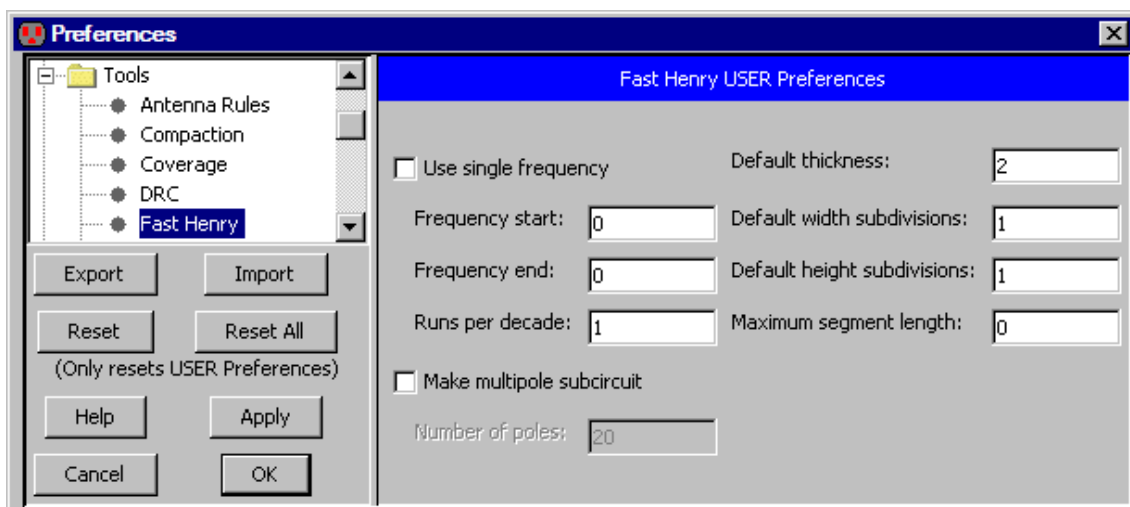 Preferences
Tools
Antenna Rules
Compaction
Coverage
DRC
Fast Henry
Export
Import
Reset
Reset All
(Only resets USER Preferences)
Help
Apply
Cancel
OK
Fast Henry USER Preferences
Use single frequency
Default thickness: 2
Frequency start: 0
Default width subdivisions: 1
Frequency end: 0
Default height subdivisions: 1
Runs per decade: 1
Maximum segment length: 0
Make multipole subcircuit
Number of poles: 20